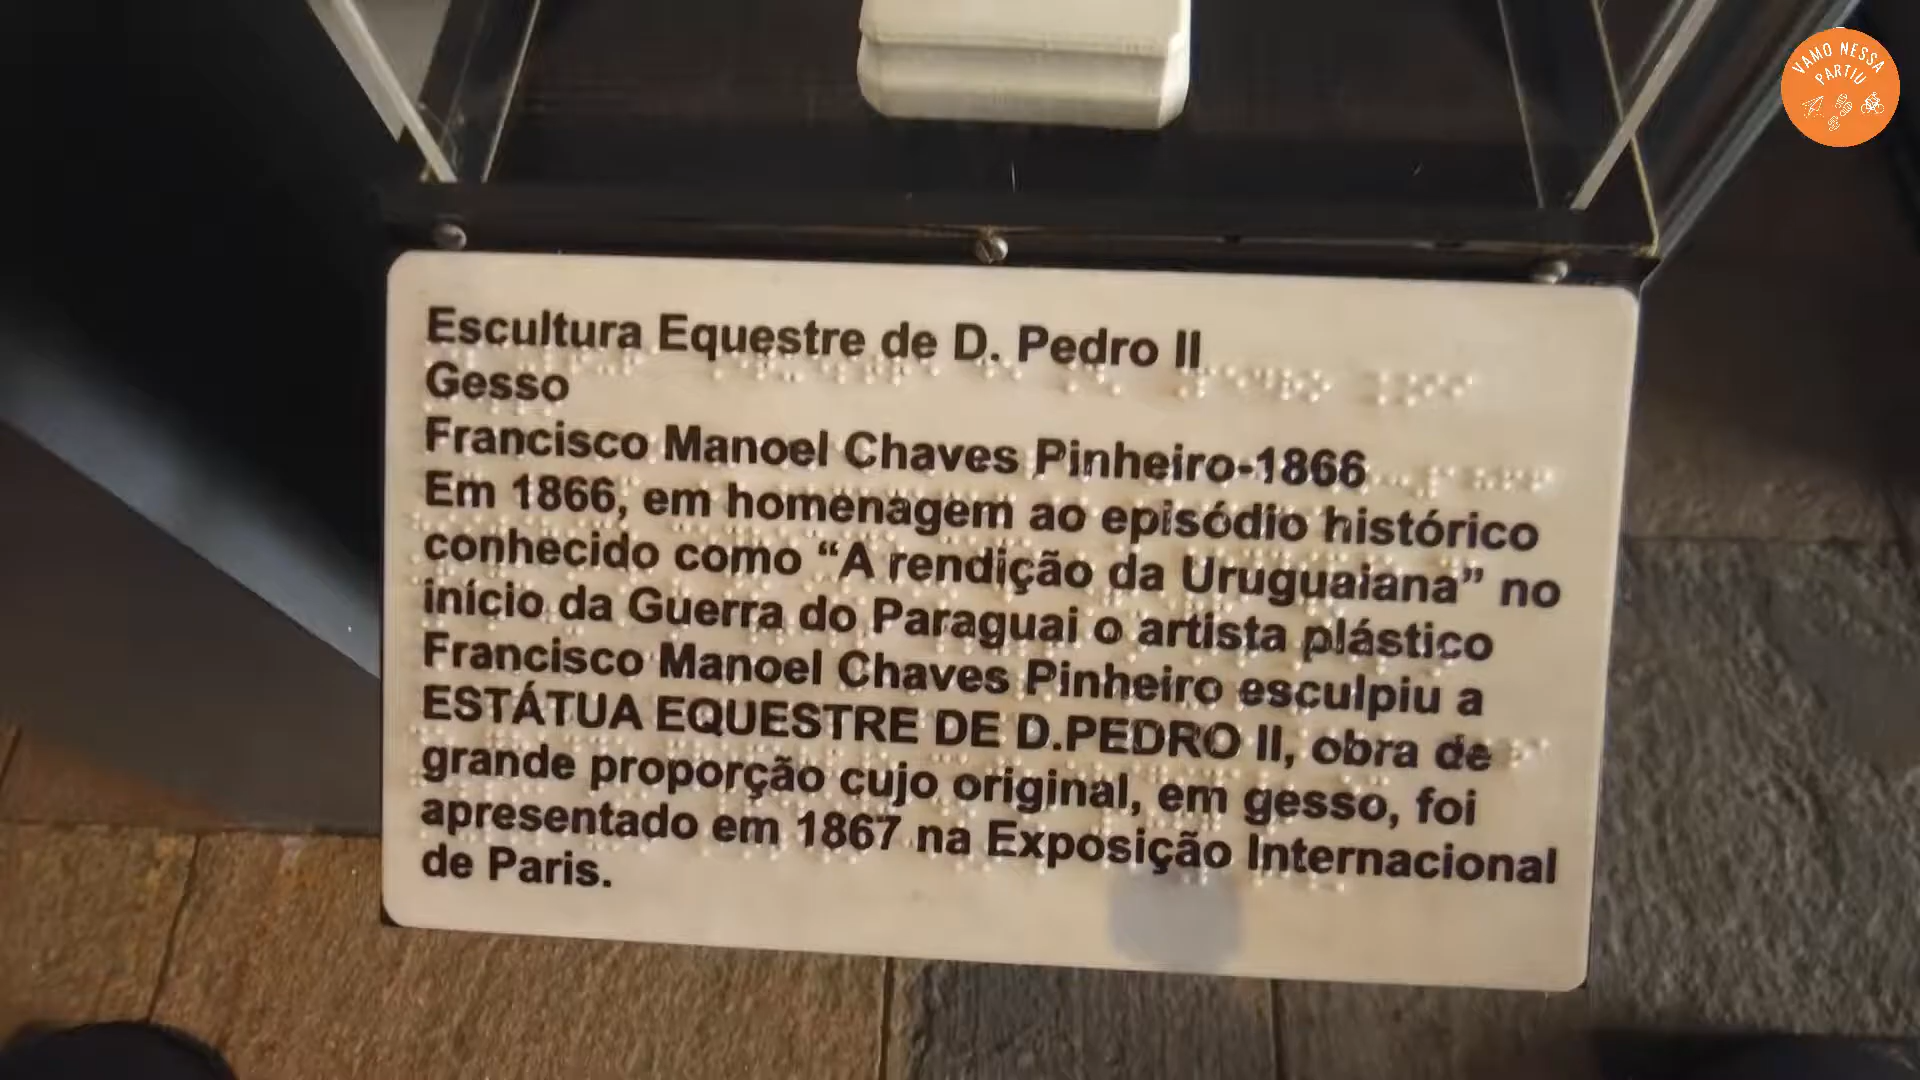 VAMO NESSA
PARTIU
Escultura Equestre de D. Pedro II
Gesso
Francisco Manoel Chaves Pinheiro-1866
Em 1866, em homenagem ao episódio histórico
conhecido como “A rendição da Uruguaiana” no
início da Guerra do Paraguai o artista plástico
Francisco Manoel Chaves Pinheiro esculpiu a
ESTÁTUA EQUESTRE DE D.PEDRO II, obra de
grande proporção cujo original, em gesso, foi
apresentado em 1867 na Exposição Internacional
de Paris.